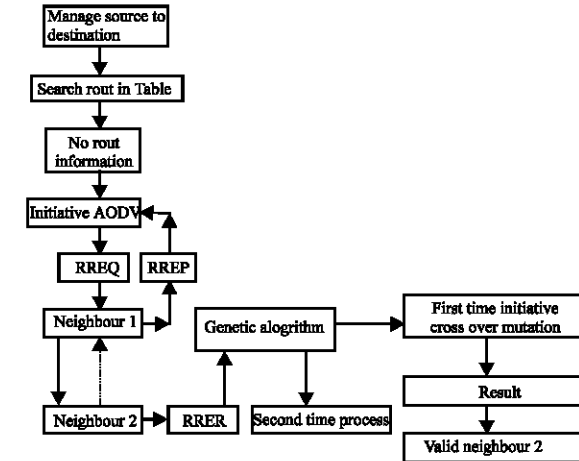 Manage source to
destination
Search rout in Table
No rout
information
Initiative AODV
RREQ
RREP
Neighbour 1
Neighbour 2
RRER
Genetic alogrithm
Second time process
First time initiative
cross over mutation
Result
Valid neighbour 2